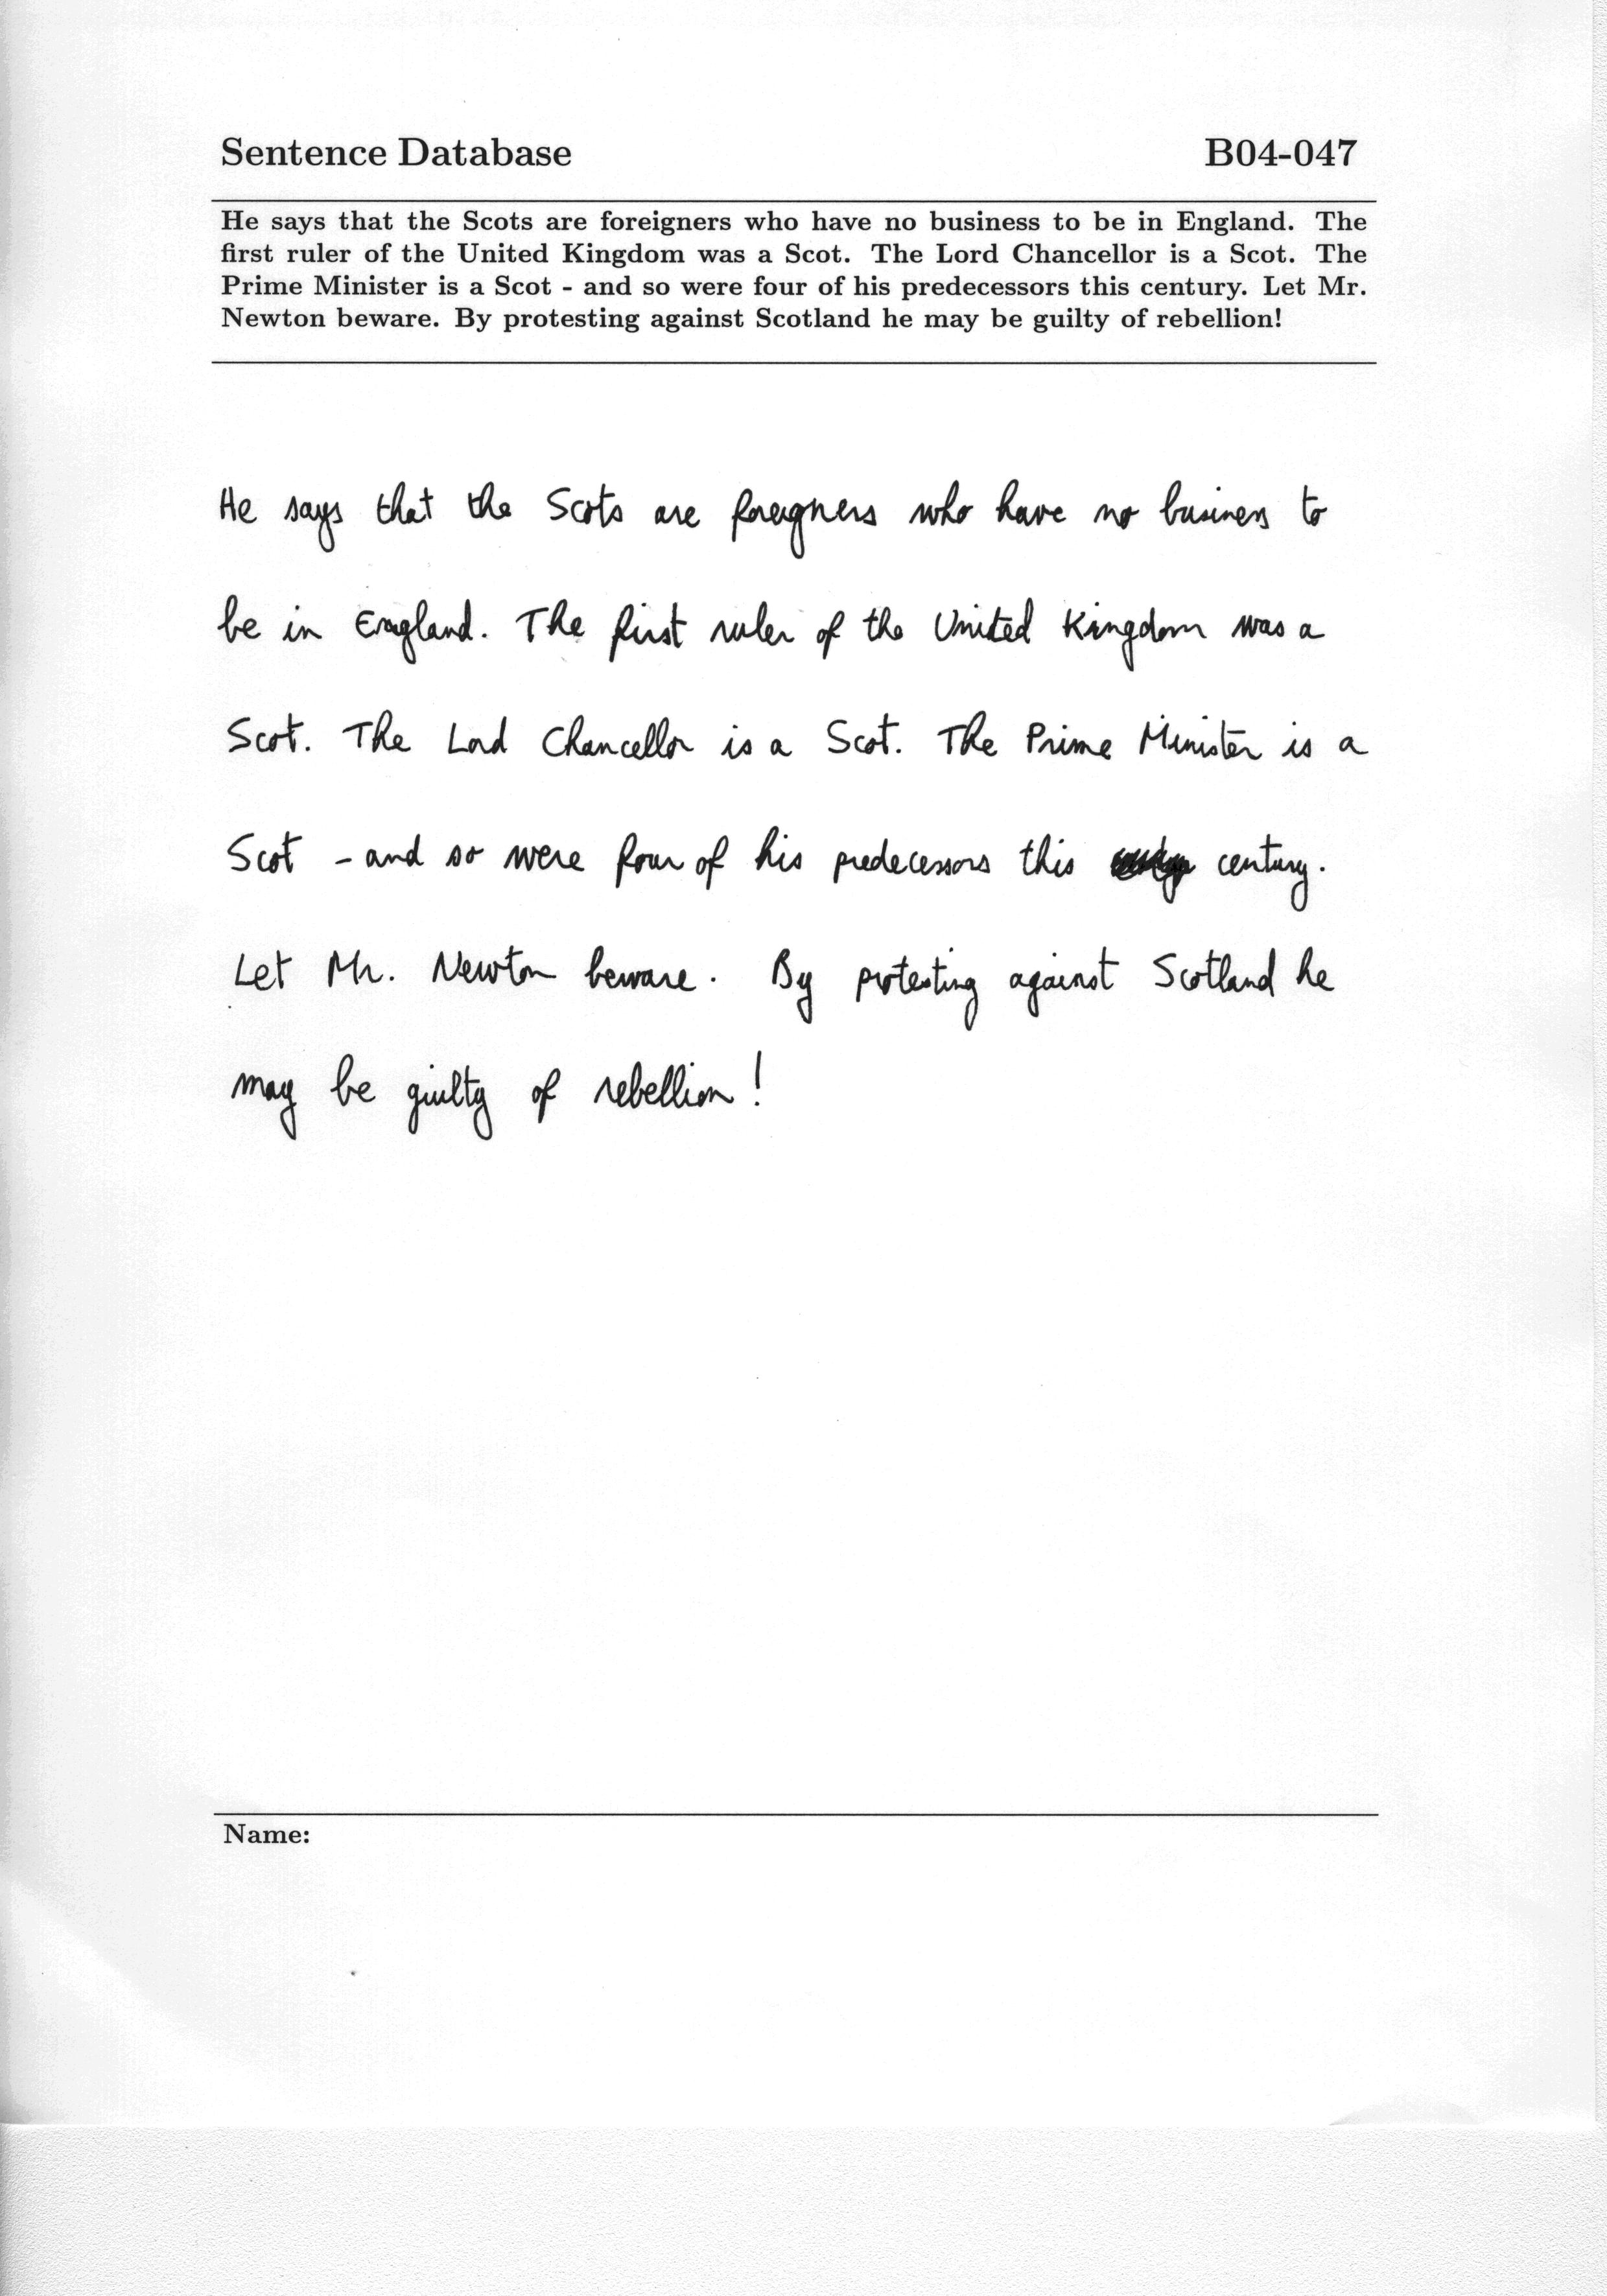 Sentence Database B04-047
He says that the Scots are foreigners who have no business to be in England. The
first ruler of the United Kingdom was a Scot. The Lord Chancellor is a Scot. The
Prime Minister is a Scot - and so were four of his predecessors this century. Let Mr.
Newton beware. By protesting against Scotland he may be guilty of rebellion!
He says that the Scots are foreigners who have no business to
be in England. The first ruler of the United Kingdom was a
Scot. The Lord Chancellor is a Scot. The Prime Minister is a
Scot - and so were four of his predecessors this century.
Let Mr. Newton beware. By protesting against Scotland he
may be guilty of rebellion!
Name: